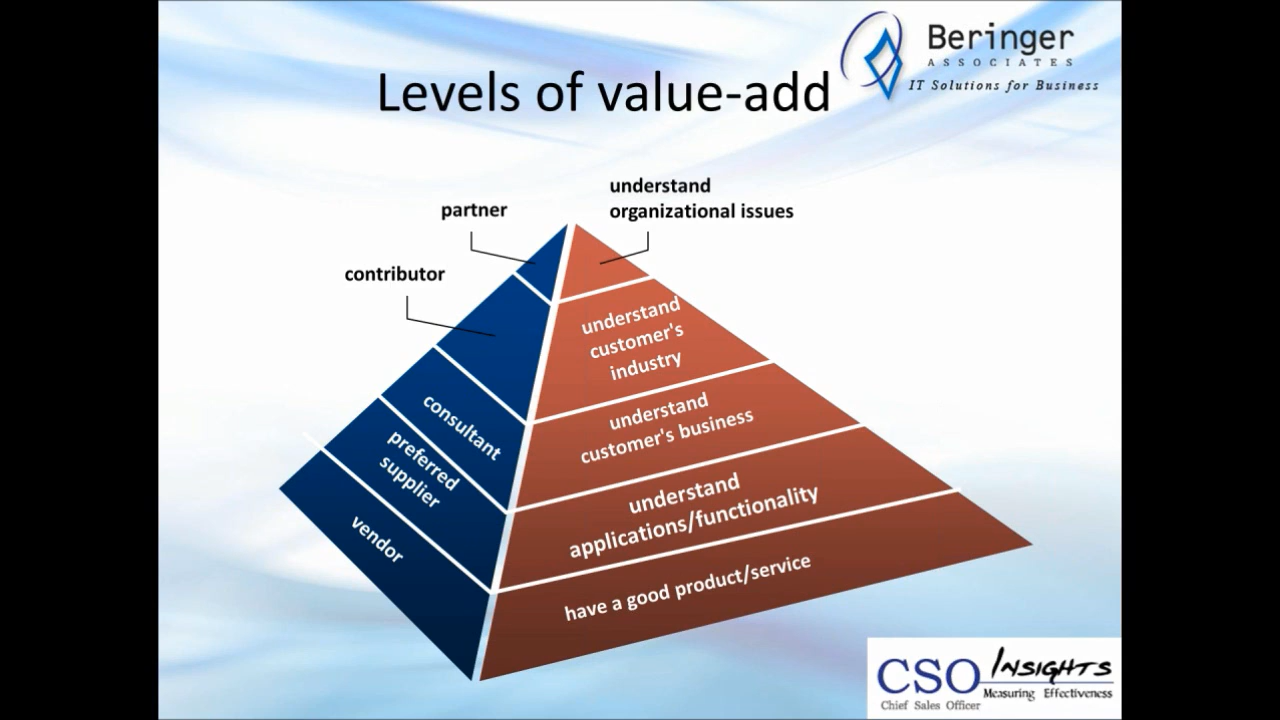 Beringer
ASSOCIATES
IT Solutions for Business
Levels of value-add
understand
organizational issues
partner
contributor
understand
customer's
industry
consultant
understand
customer's business
preferred
supplier
understand
applications/functionality
vendor
have a good product/service
CSO INSIGHTS
Measuring Effectiveness
Chief Sales Officer